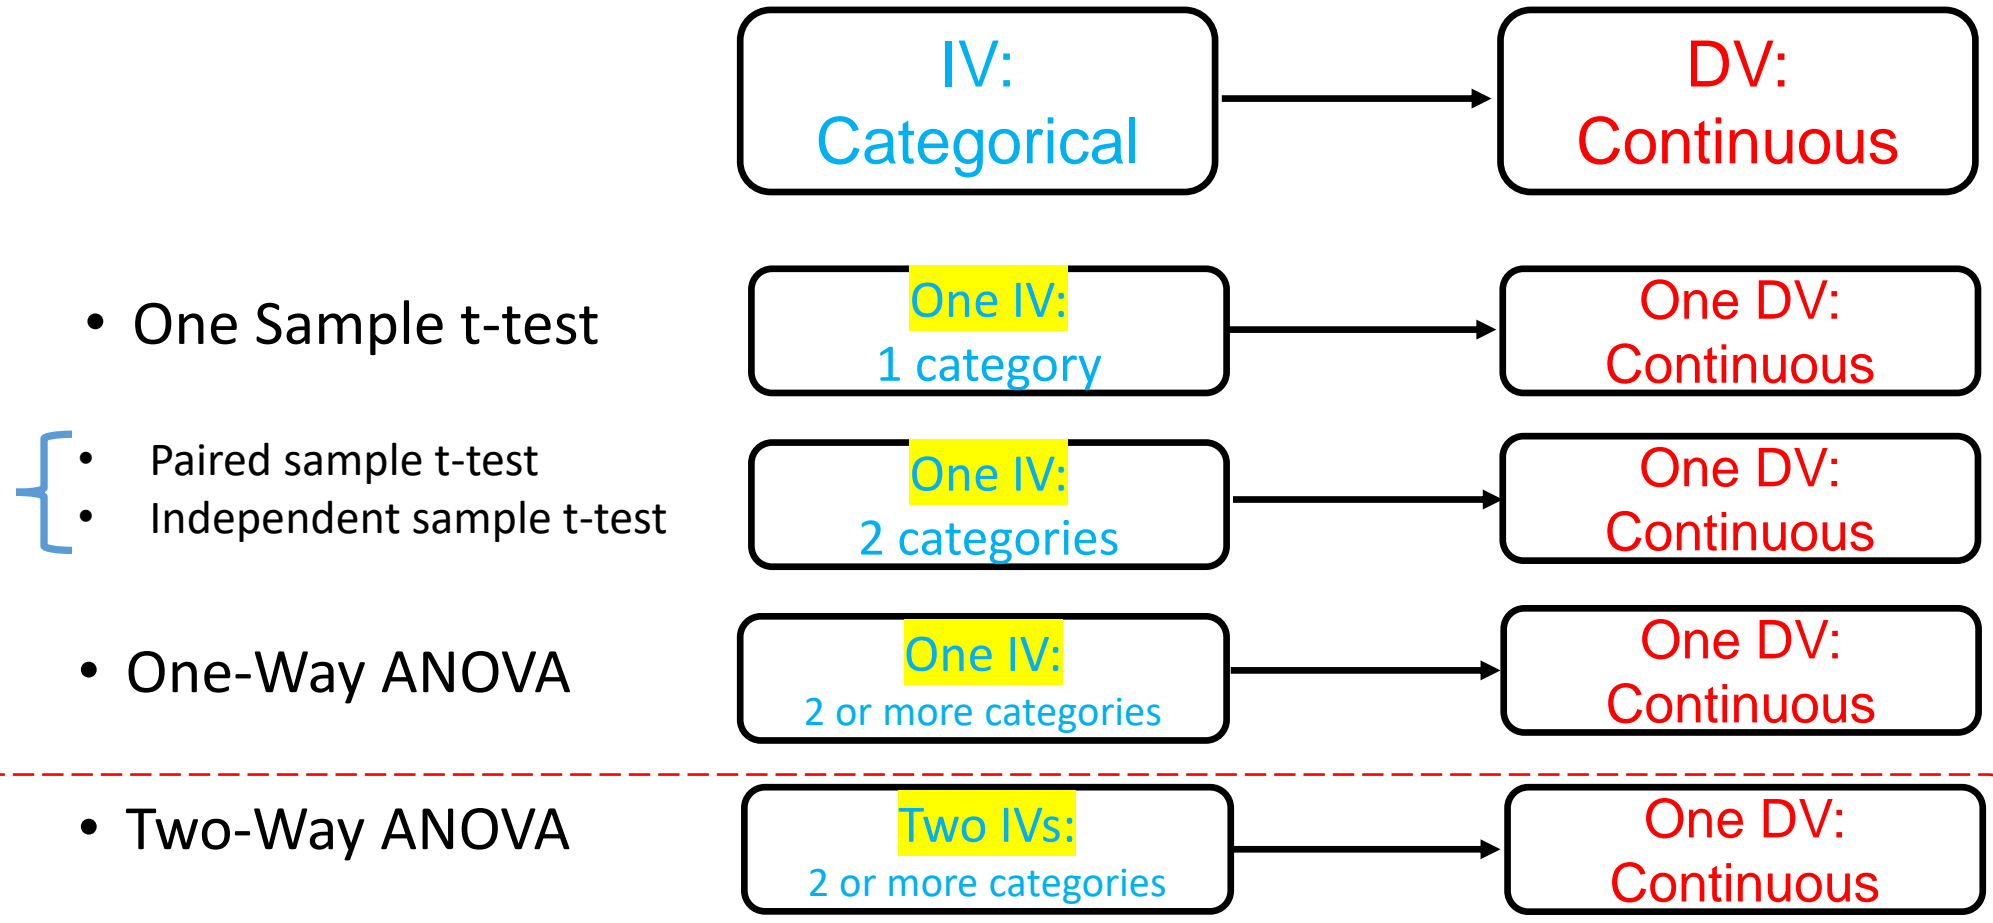 IV:
Categorical
DV:
Continuous
• One Sample t-test
One IV:
1 category
One DV:
Continuous
• Paired sample t-test
• Independent sample t-test
One IV:
2 categories
One DV:
Continuous
• One-Way ANOVA
One IV:
2 or more categories
One DV:
Continuous
• Two-Way ANOVA
Two IVs:
2 or more categories
One DV:
Continuous